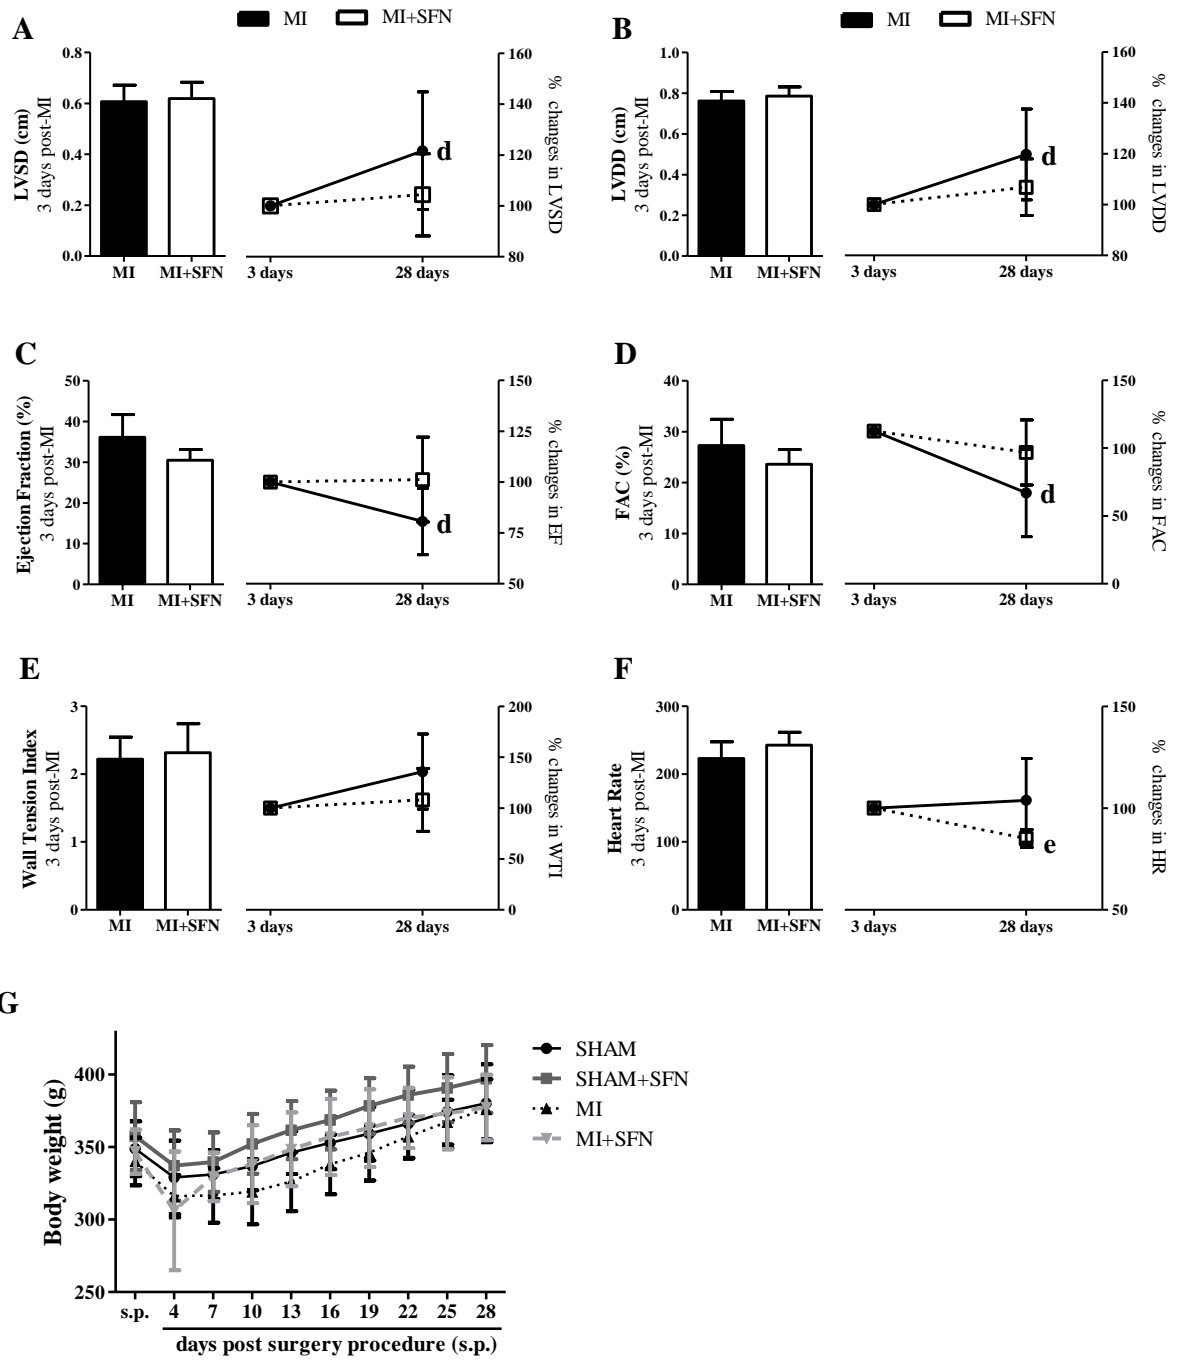 A
MI
MI+SFN
LVSD (cm)
3 days post-MI
0.8
0.6
0.4
0.2
0.0
MI
MI+SFN
d
3 days
28 days
160
140
120
100
80
% changes in LVSD
B
MI
MI+SFN
LVDD (cm)
3 days post-MI
1.0
0.8
0.6
0.4
0.2
0.0
MI
MI+SFN
d
3 days
28 days
160
140
120
100
80
% changes in LVDD
C
Ejection Fraction (%)
3 days post-MI
50
40
30
20
10
0
MI
MI+SFN
d
3 days
28 days
150
125
100
75
50
% changes in EF
D
FAC (%)
3 days post-MI
40
30
20
10
0
MI
MI+SFN
d
3 days
28 days
150
100
50
0
% changes in FAC
E
Wall Tension Index
3 days post-MI
3
2
1
0
MI
MI+SFN
3 days
28 days
200
150
100
50
0
% changes in WTI
F
Heart Rate
3 days post-MI
300
200
100
0
MI
MI+SFN
e
3 days
28 days
150
100
50
% changes in HR
G
Body weight (g)
400
350
300
250
s.p. 4 7 10 13 16 19 22 25 28
days post surgery procedure (s.p.)
SHAM
SHAM+SFN
MI
MI+SFN